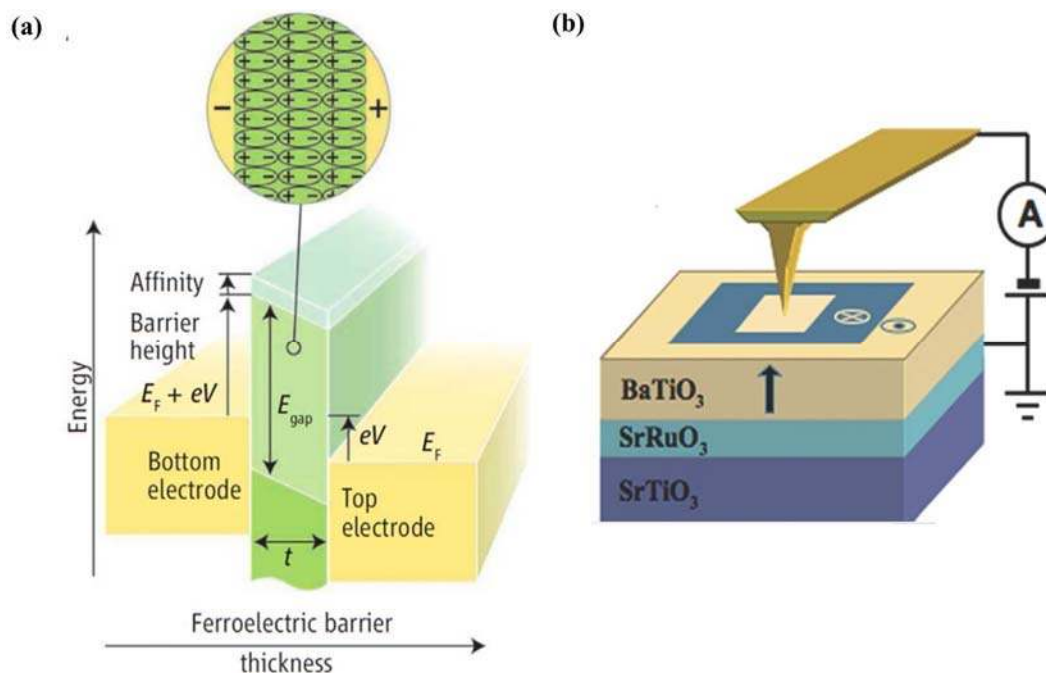 (a)
(b)
- +
Affinity
Barrier
height
E_F + eV
E_gap
eV
E_F
Energy
Bottom
electrode
Top
electrode
t
Ferroelectric barrier
thickness
A
BaTiO₃
SrRuO₃
SrTiO₃